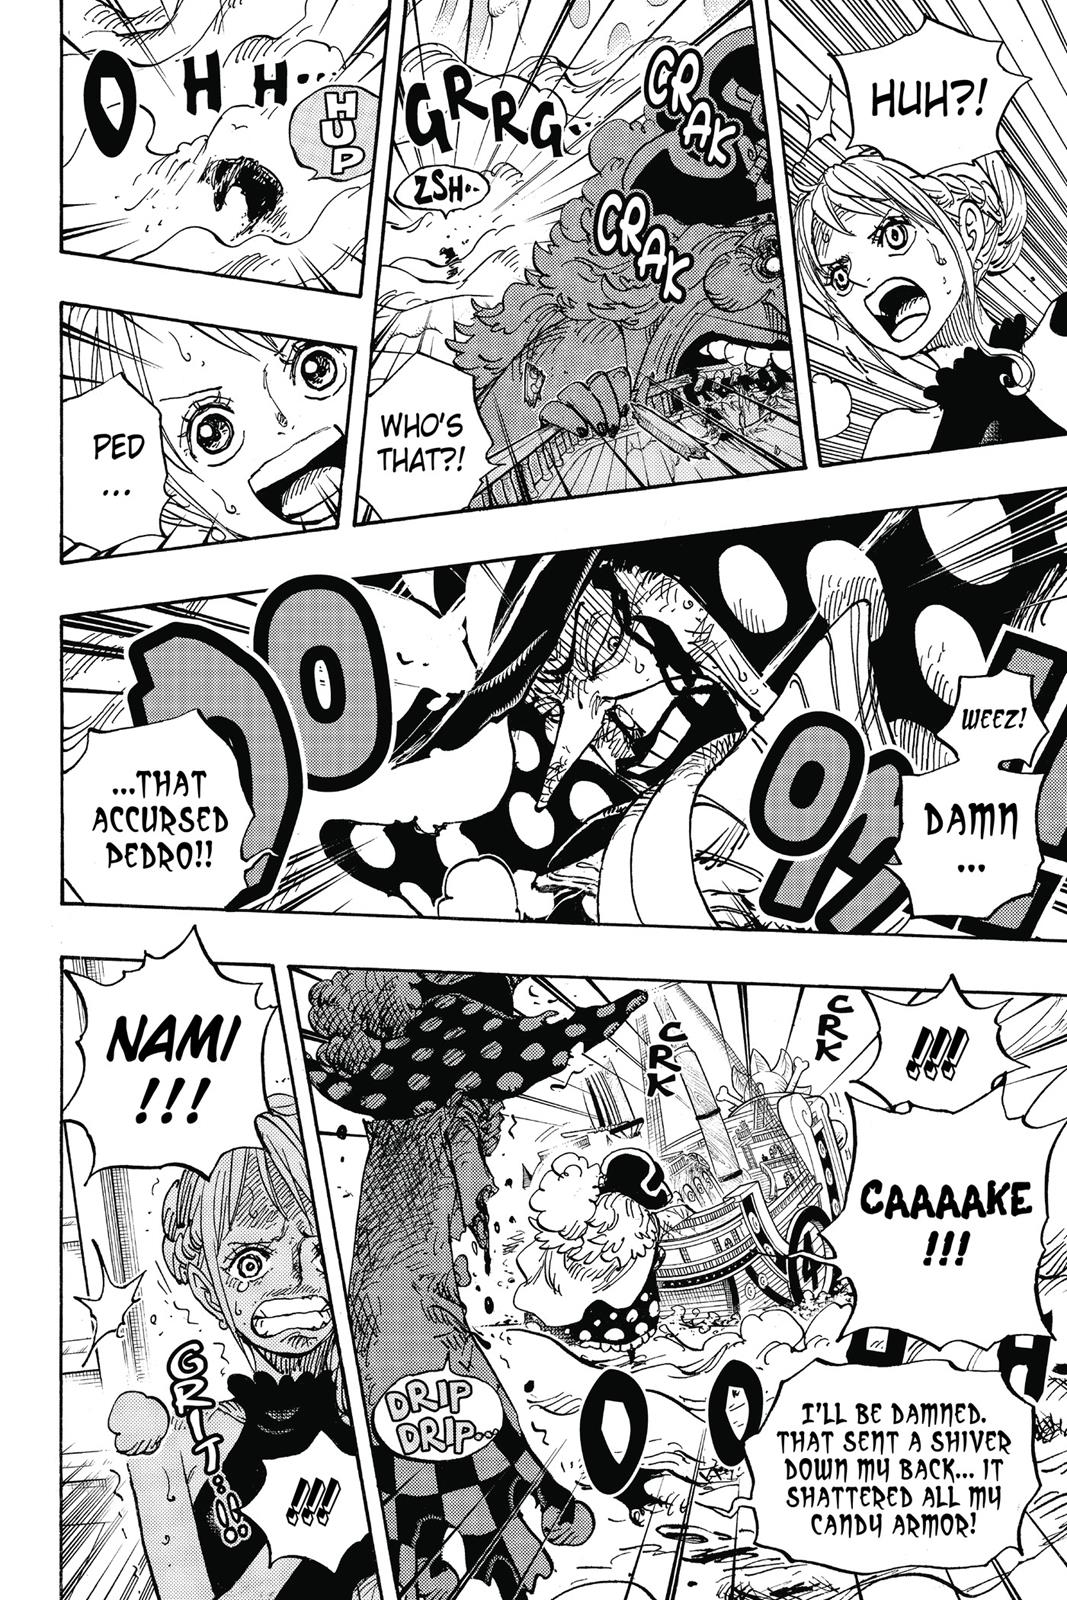 HUH?!
CRAK
CRAK
GRRG..
ZSH..
WHO'S
THAT?!
OHH..
HUP
PED
...
WEEZ!
DAMN
...
...THAT
ACCURSED
PEDRO!!
!!!
CRK
CRK
CAAAAKE
!!!
I'LL BE DAMNED.
THAT SENT A SHIVER
DOWN MY BACK... IT
SHATTERED ALL MY
CANDY ARMOR!
DRIP
DRIP...
NAMI
!!!
GRIT..!!
!!!